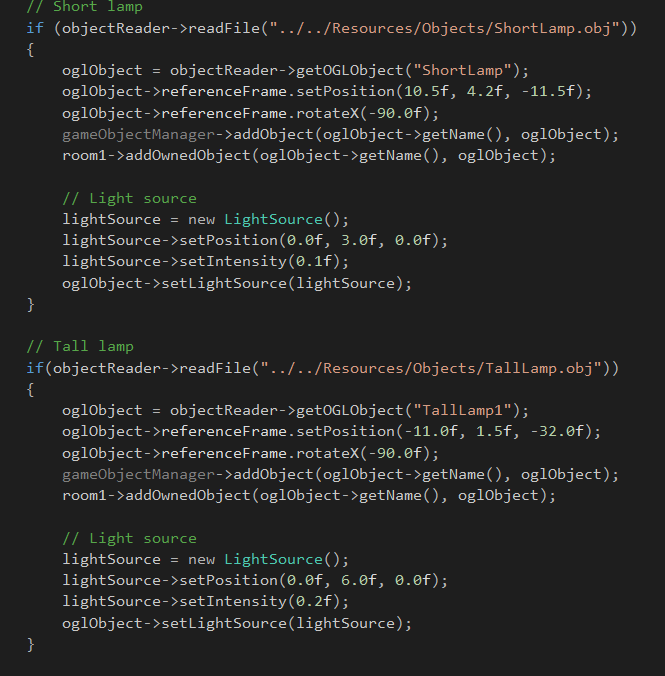 // Short lamp
if (objectReader->readFile("../../Resources/Objects/ShortLamp.obj"))
{
oglObject = objectReader->getOGLObject("ShortLamp");
oglObject->referenceFrame.setPosition(10.5f, 4.2f, -11.5f);
oglObject->referenceFrame.rotateX(-90.0f);
gameObjectManager->addObject(oglObject->getName(), oglObject);
room1->addOwnedObject(oglObject->getName(), oglObject);
// Light source
lightSource = new LightSource();
lightSource->setPosition(0.0f, 3.0f, 0.0f);
lightSource->setIntensity(0.1f);
oglObject->setLightSource(lightSource);
}
// Tall lamp
if(objectReader->readFile("../../Resources/Objects/TallLamp.obj"))
{
oglObject = objectReader->getOGLObject("TallLamp1");
oglObject->referenceFrame.setPosition(-11.0f, 1.5f, -32.0f);
oglObject->referenceFrame.rotateX(-90.0f);
gameObjectManager->addObject(oglObject->getName(), oglObject);
room1->addOwnedObject(oglObject->getName(), oglObject);
// Light source
lightSource = new LightSource();
lightSource->setPosition(0.0f, 6.0f, 0.0f);
lightSource->setIntensity(0.2f);
oglObject->setLightSource(lightSource);
}